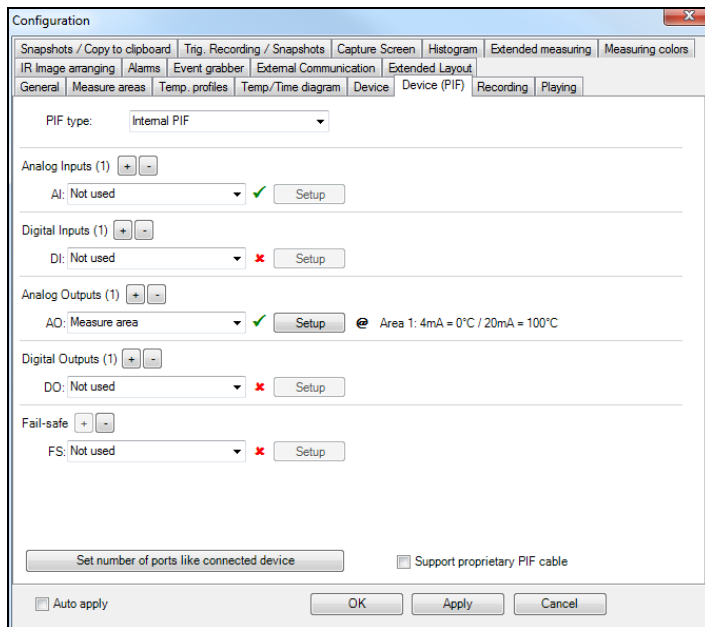 Configuration
Snapshots / Copy to clipboard Trig. Recording / Snapshots Capture Screen Histogram Extended measuring Measuring colors
IR Image arranging Alarms Event grabber External Communication Extended Layout
General Measure areas Temp. profiles Temp/Time diagram Device Device (PIF) Recording Playing
PIF type: Internal PIF
Analog Inputs (1) + -
AI: Not used Setup
Digital Inputs (1) + -
DI: Not used Setup
Analog Outputs (1) + -
AO: Measure area Setup @ Area 1: 4mA = 0°C / 20mA = 100°C
Digital Outputs (1) + -
DO: Not used Setup
Fail-safe + -
FS: Not used Setup
Set number of ports like connected device Support proprietary PIF cable
Auto apply OK Apply Cancel